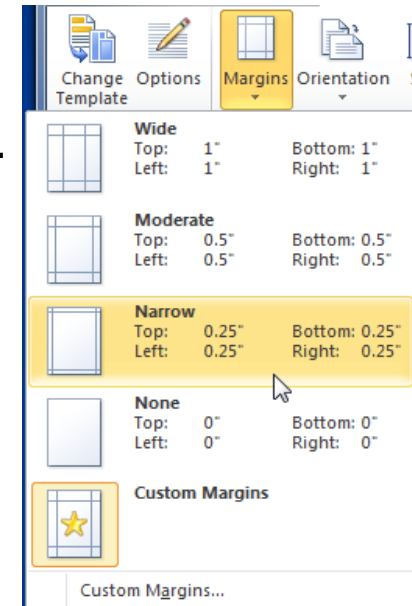 Change Template Options Margins Orientation
Wide
Top: 1" Bottom: 1"
Left: 1" Right: 1"
Moderate
Top: 0.5" Bottom: 0.5"
Left: 0.5" Right: 0.5"
Narrow
Top: 0.25" Bottom: 0.25"
Left: 0.25" Right: 0.25"
None
Top: 0" Bottom: 0"
Left: 0" Right: 0"
Custom Margins
Custom Margins...